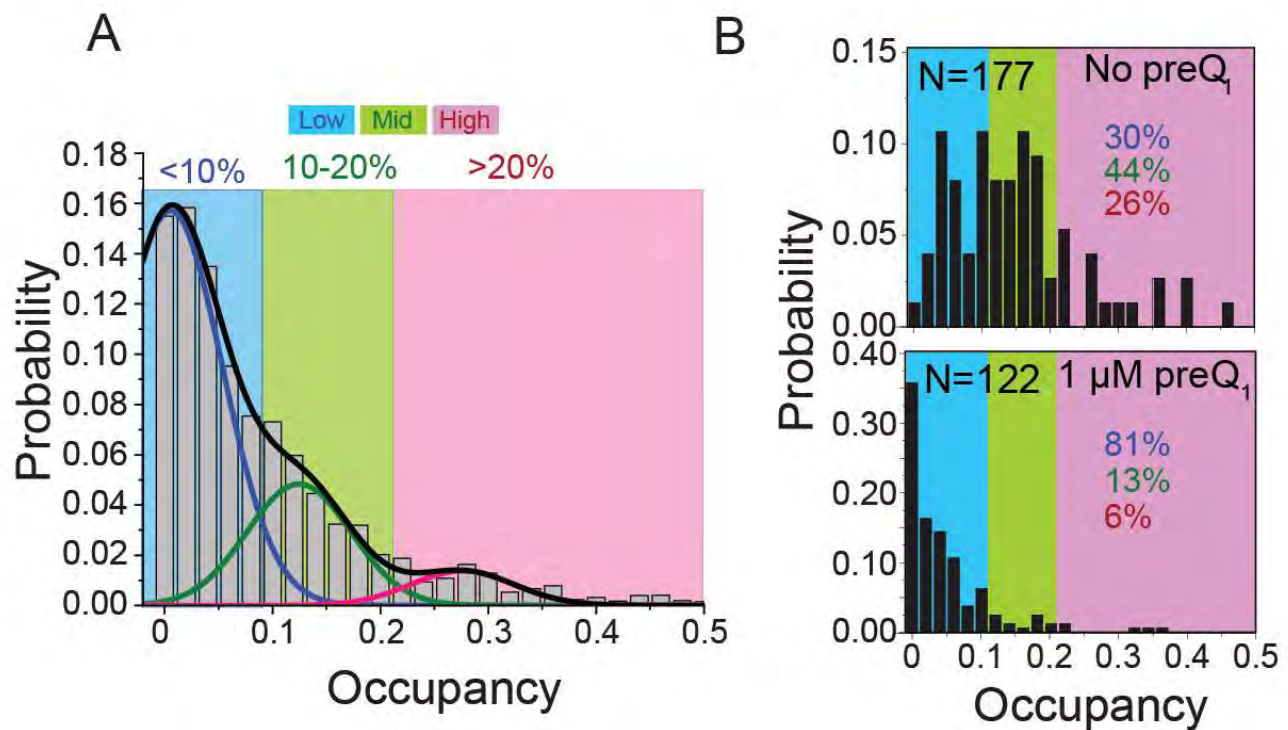 A
Low Mid High
<10% 10-20% >20%
0.18
0.16
0.14
0.12
0.10
0.08
0.06
0.04
0.02
0.00
Probability
0 0.1 0.2 0.3 0.4 0.5
Occupancy
B
0.15
0.10
0.05
0.00
N=177 No preQ1
30%
44%
26%
Probability
0.40
0.30
0.20
0.10
0.00
N=122 1 µM preQ1
81%
13%
6%
0 0.1 0.2 0.3 0.4 0.5
Occupancy